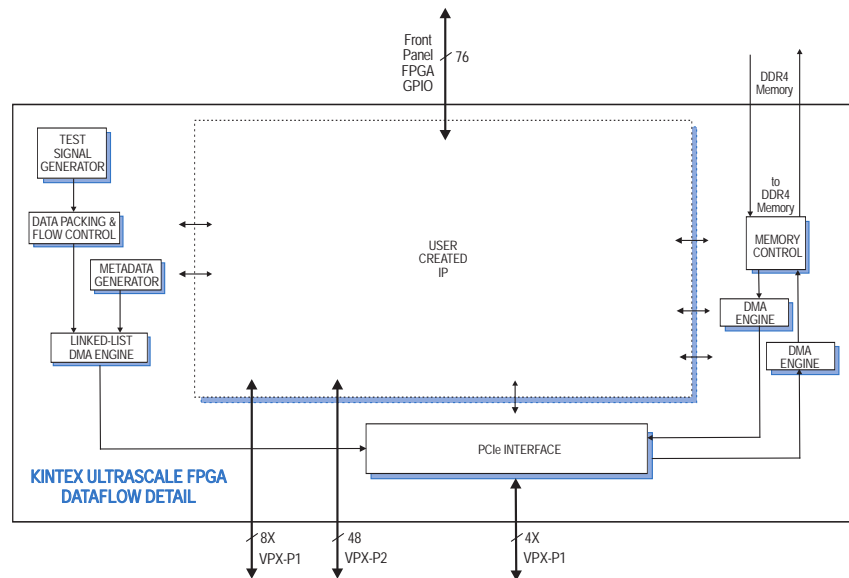 Front
Panel
FPGA
GPIO
76
DDR4
Memory
TEST
SIGNAL
GENERATOR
to
DDR4
Memory
DATA PACKING &
FLOW CONTROL
USER
CREATED
IP
MEMORY
CONTROL
METADATA
GENERATOR
DMA
ENGINE
LINKED-LIST
DMA ENGINE
DMA
ENGINE
PCIe INTERFACE
KINTEX ULTRASCALE FPGA
DATAFLOW DETAIL
8X
VPX-P1
48
VPX-P2
4X
VPX-P1